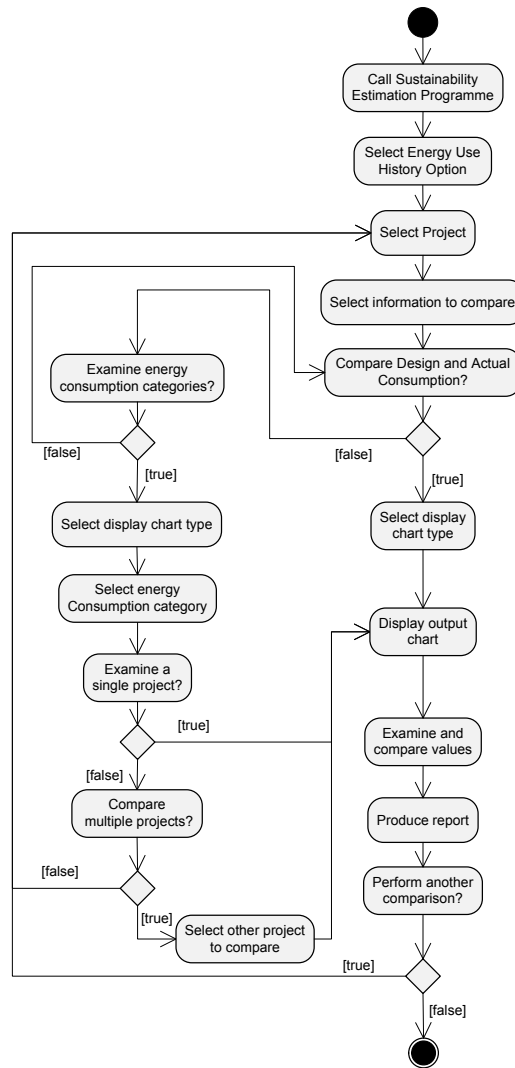 Call Sustainability
Estimation Programme
Select Energy Use
History Option
Select Project
Select information to compare
Compare Design and Actual
Consumption?
[false]
[true]
Examine energy
consumption categories?
[false]
[true]
Select display chart type
Select energy
Consumption category
Examine a
single project?
[true]
[false]
Compare
multiple projects?
[false]
[true]
Select other project
to compare
Select display
chart type
Display output
chart
Examine and
compare values
Produce report
Perform another
comparison?
[true]
[false]